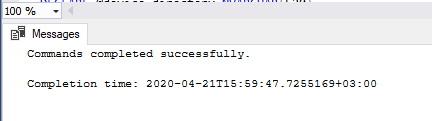 100 %
Messages
Commands completed successfully.
Completion time: 2020-04-21T15:59:47.7255169+03:00